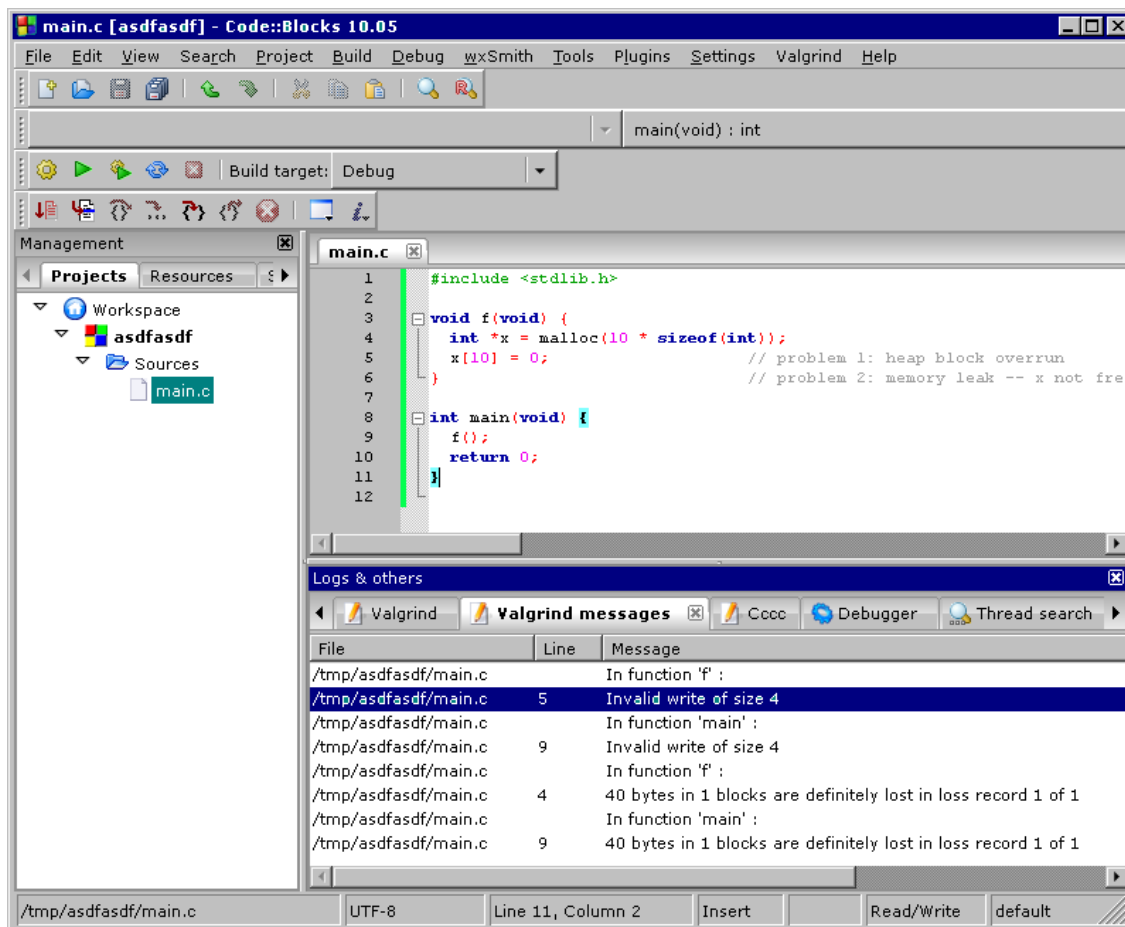 main.c [asdfasdf] - Code::Blocks 10.05
File Edit View Search Project Build Debug wxSmith Tools Plugins Settings Valgrind Help
main(void) : int
Build target: Debug
Management
Projects Resources
Workspace
asdfasdf
Sources
main.c
main.c
1 #include <stdlib.h>
2
3 void f(void) {
4 int *x = malloc(10 * sizeof(int));
5 x[10] = 0; // problem 1: heap block overrun
6 } // problem 2: memory leak -- x not fre
7
8 int main(void) {
9 f();
10 return 0;
11 }
12
Logs & others
Valgrind Valgrind messages Cccc Debugger Thread search
File Line Message
/tmp/asdfasdf/main.c In function 'f' :
/tmp/asdfasdf/main.c 5 Invalid write of size 4
/tmp/asdfasdf/main.c In function 'main' :
/tmp/asdfasdf/main.c 9 Invalid write of size 4
/tmp/asdfasdf/main.c In function 'f' :
/tmp/asdfasdf/main.c 4 40 bytes in 1 blocks are definitely lost in loss record 1 of 1
/tmp/asdfasdf/main.c In function 'main' :
/tmp/asdfasdf/main.c 9 40 bytes in 1 blocks are definitely lost in loss record 1 of 1
/tmp/asdfasdf/main.c UTF-8 Line 11, Column 2 Insert Read/Write default